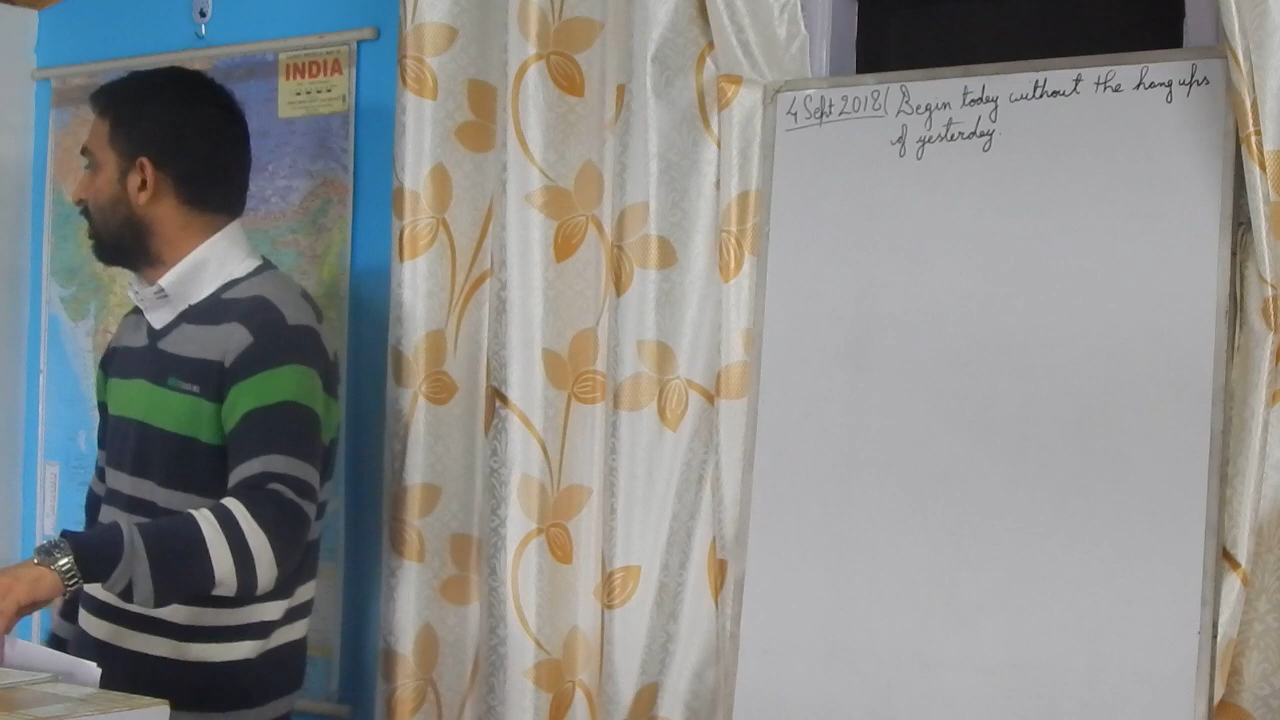 INDIA
4 Sept 2018( Begin today without the hang ups
of yesterday.